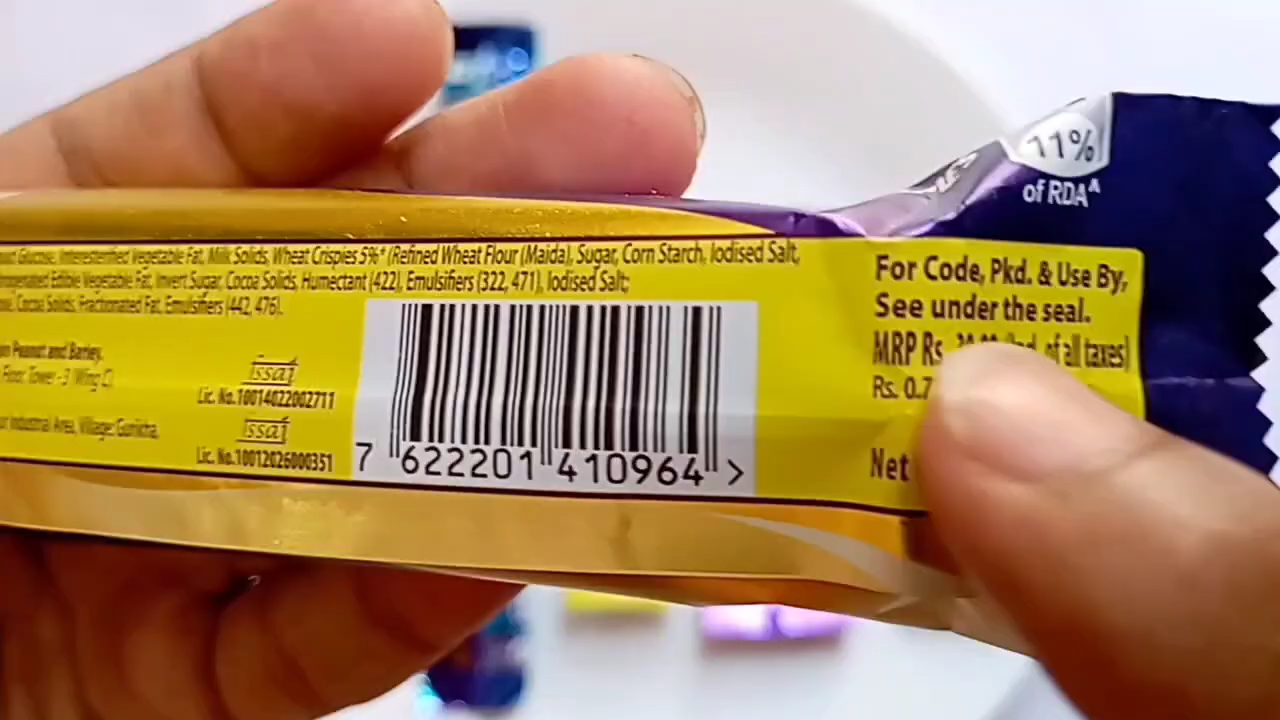 Glucose, Interesterified Vegetable Fat, Milk Solids, Wheat Crispies 5%* (Refined Wheat Flour (Maida), Sugar, Corn Starch, Iodised Salt,
Edible Vegetable Fat, Invert Sugar, Cocoa Solids, Humectant (422), Emulsifiers (322, 471), Iodised Salt;
Cocoa Solids, Fractionated Fat, Emulsifiers (442, 476).
Peanut and Barley.
Floor, Tower - 3 (Wing C)
fssai
Lic. No.10014022002711
Industrial Area, Village: Gurikha,
fssai
Lic. No.10012026000351
7 622201 410964 >
11%
of RDA^
For Code, Pkd. & Use By,
See under the seal.
MRP Rs. of all taxes)
Rs. 0.7
Net